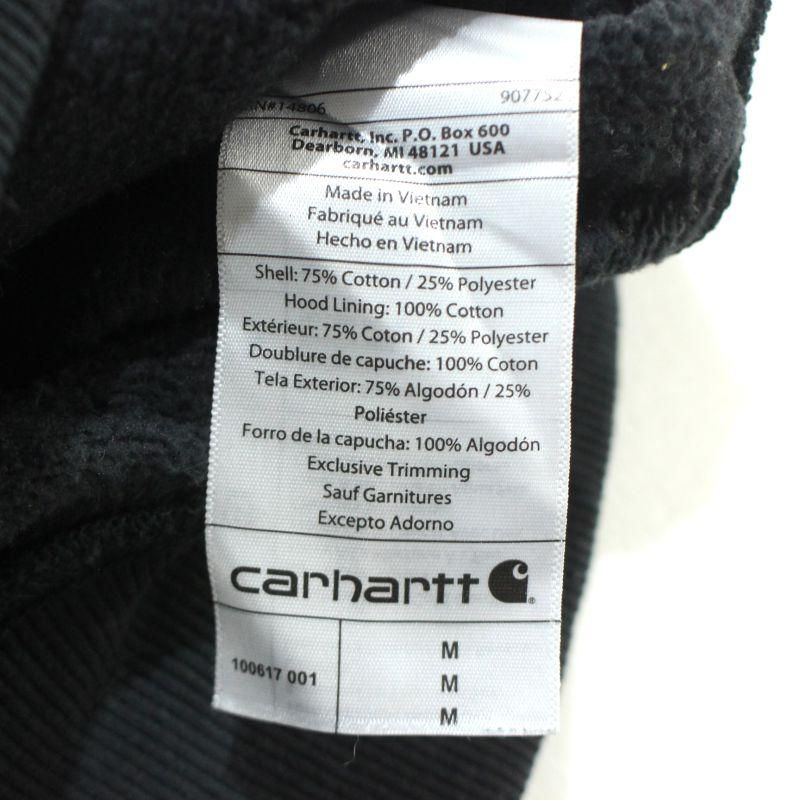 RN#14806 907752
Carhartt, Inc. P.O. Box 600
Dearborn, MI 48121 USA
carhartt.com
Made in Vietnam
Fabriqué au Vietnam
Hecho en Vietnam
Shell: 75% Cotton / 25% Polyester
Hood Lining: 100% Cotton
Extérieur: 75% Coton / 25% Polyester
Doublure de capuche: 100% Coton
Tela Exterior: 75% Algodón / 25%
Poliéster
Forro de la capucha: 100% Algodón
Exclusive Trimming
Sauf Garnitures
Excepto Adorno
carhartt
100617 001
M
M
M